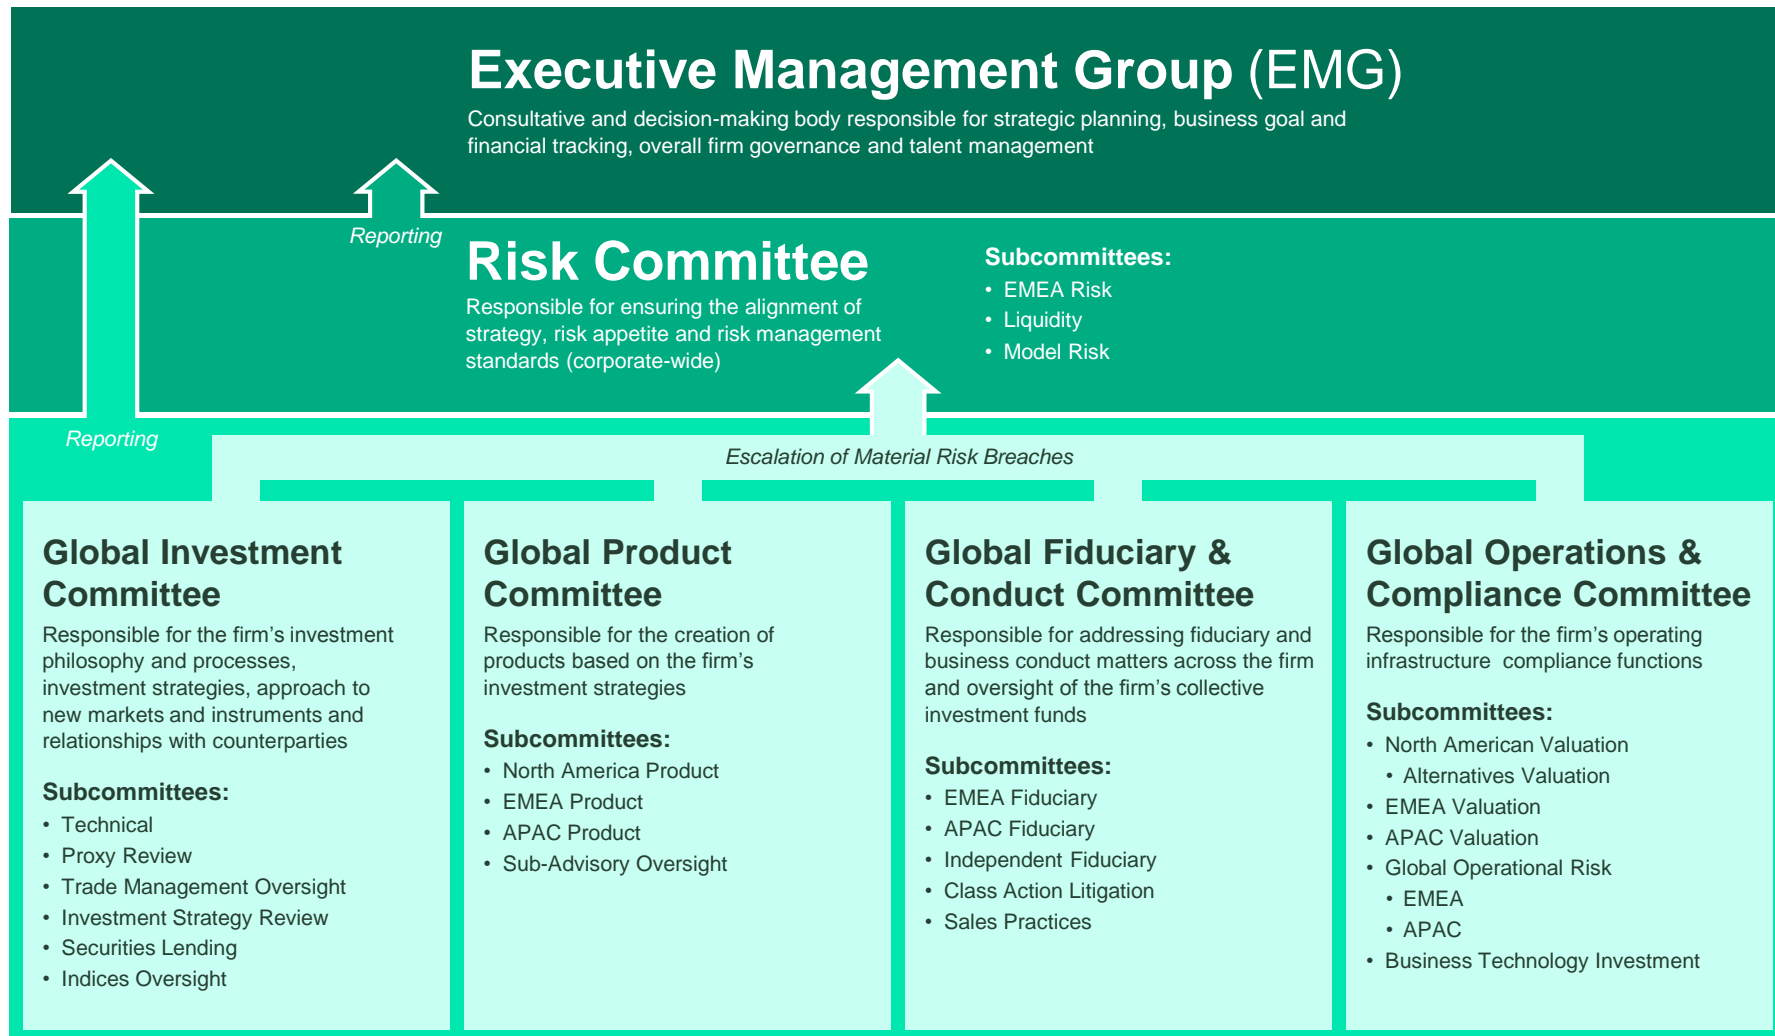 Executive Management Group (EMG)
Consultative and decision-making body responsible for strategic planning, business goal and
financial tracking, overall firm governance and talent management
Reporting
Risk Committee
Responsible for ensuring the alignment of
strategy, risk appetite and risk management
standards (corporate-wide)
Subcommittees:
• EMEA Risk
• Liquidity
• Model Risk
Reporting
Escalation of Material Risk Breaches
Global Investment
Committee
Responsible for the firm’s investment
philosophy and processes,
investment strategies, approach to
new markets and instruments and
relationships with counterparties
Subcommittees:
• Technical
• Proxy Review
• Trade Management Oversight
• Investment Strategy Review
• Securities Lending
• Indices Oversight
Global Product
Committee
Responsible for the creation of
products based on the firm’s
investment strategies
Subcommittees:
• North America Product
• EMEA Product
• APAC Product
• Sub-Advisory Oversight
Global Fiduciary &
Conduct Committee
Responsible for addressing fiduciary and
business conduct matters across the firm
and oversight of the firm’s collective
investment funds
Subcommittees:
• EMEA Fiduciary
• APAC Fiduciary
• Independent Fiduciary
• Class Action Litigation
• Sales Practices
Global Operations &
Compliance Committee
Responsible for the firm’s operating
infrastructure  compliance functions
Subcommittees:
• North American Valuation
• Alternatives Valuation
• EMEA Valuation
• APAC Valuation
• Global Operational Risk
• EMEA
• APAC
• Business Technology Investment